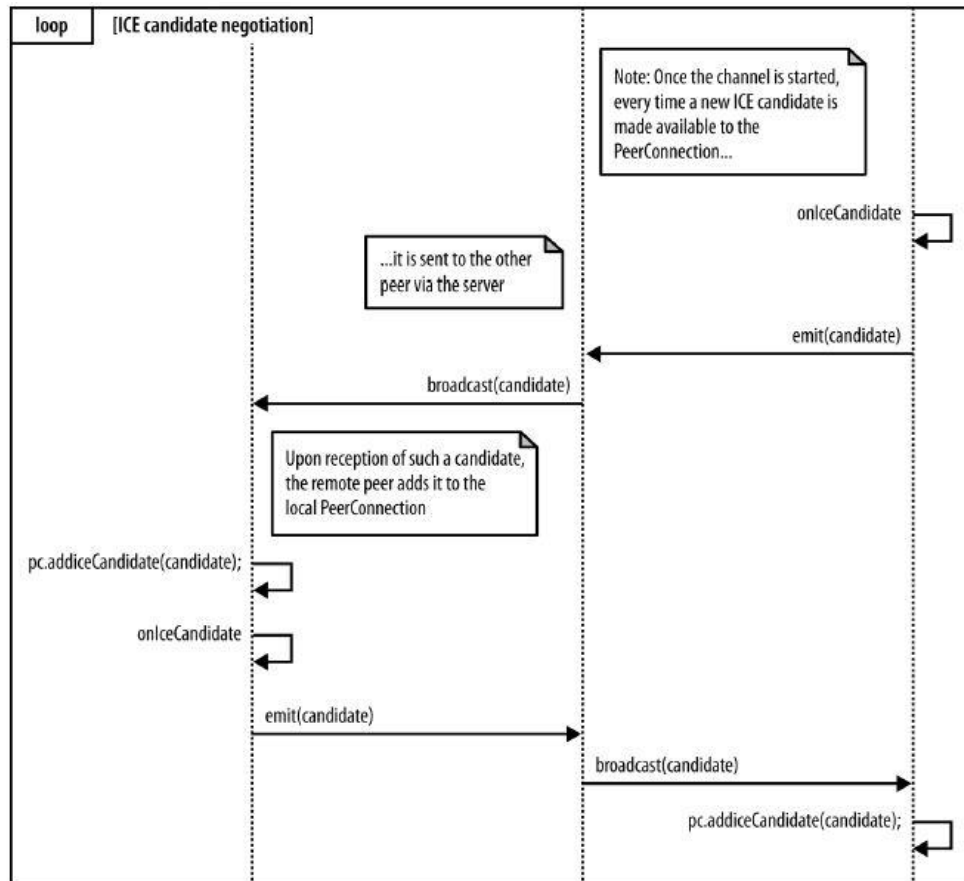 loop [ICE candidate negotiation]
Note: Once the channel is started,
every time a new ICE candidate is
made available to the
PeerConnection...
onIceCandidate
...it is sent to the other
peer via the server
emit(candidate)
broadcast(candidate)
Upon reception of such a candidate,
the remote peer adds it to the
local PeerConnection
pc.addiceCandidate(candidate);
onIceCandidate
emit(candidate)
broadcast(candidate)
pc.addiceCandidate(candidate);